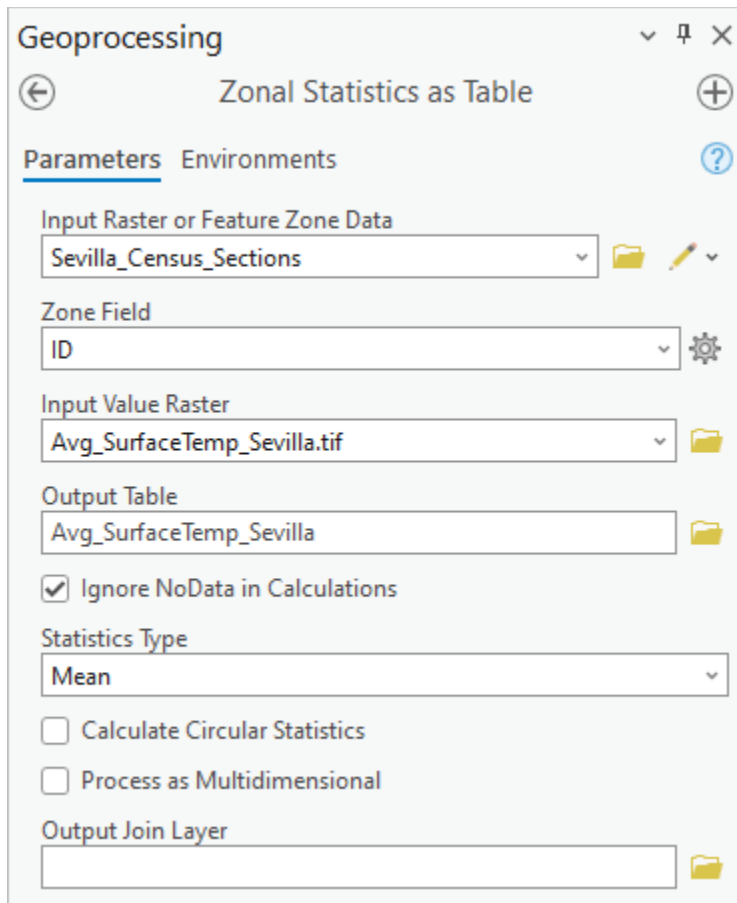 Geoprocessing
Zonal Statistics as Table
Parameters Environments
Input Raster or Feature Zone Data
Sevilla_Census_Sections
Zone Field
ID
Input Value Raster
Avg_SurfaceTemp_Sevilla.tif
Output Table
Avg_SurfaceTemp_Sevilla
Ignore NoData in Calculations
Statistics Type
Mean
Calculate Circular Statistics
Process as Multidimensional
Output Join Layer